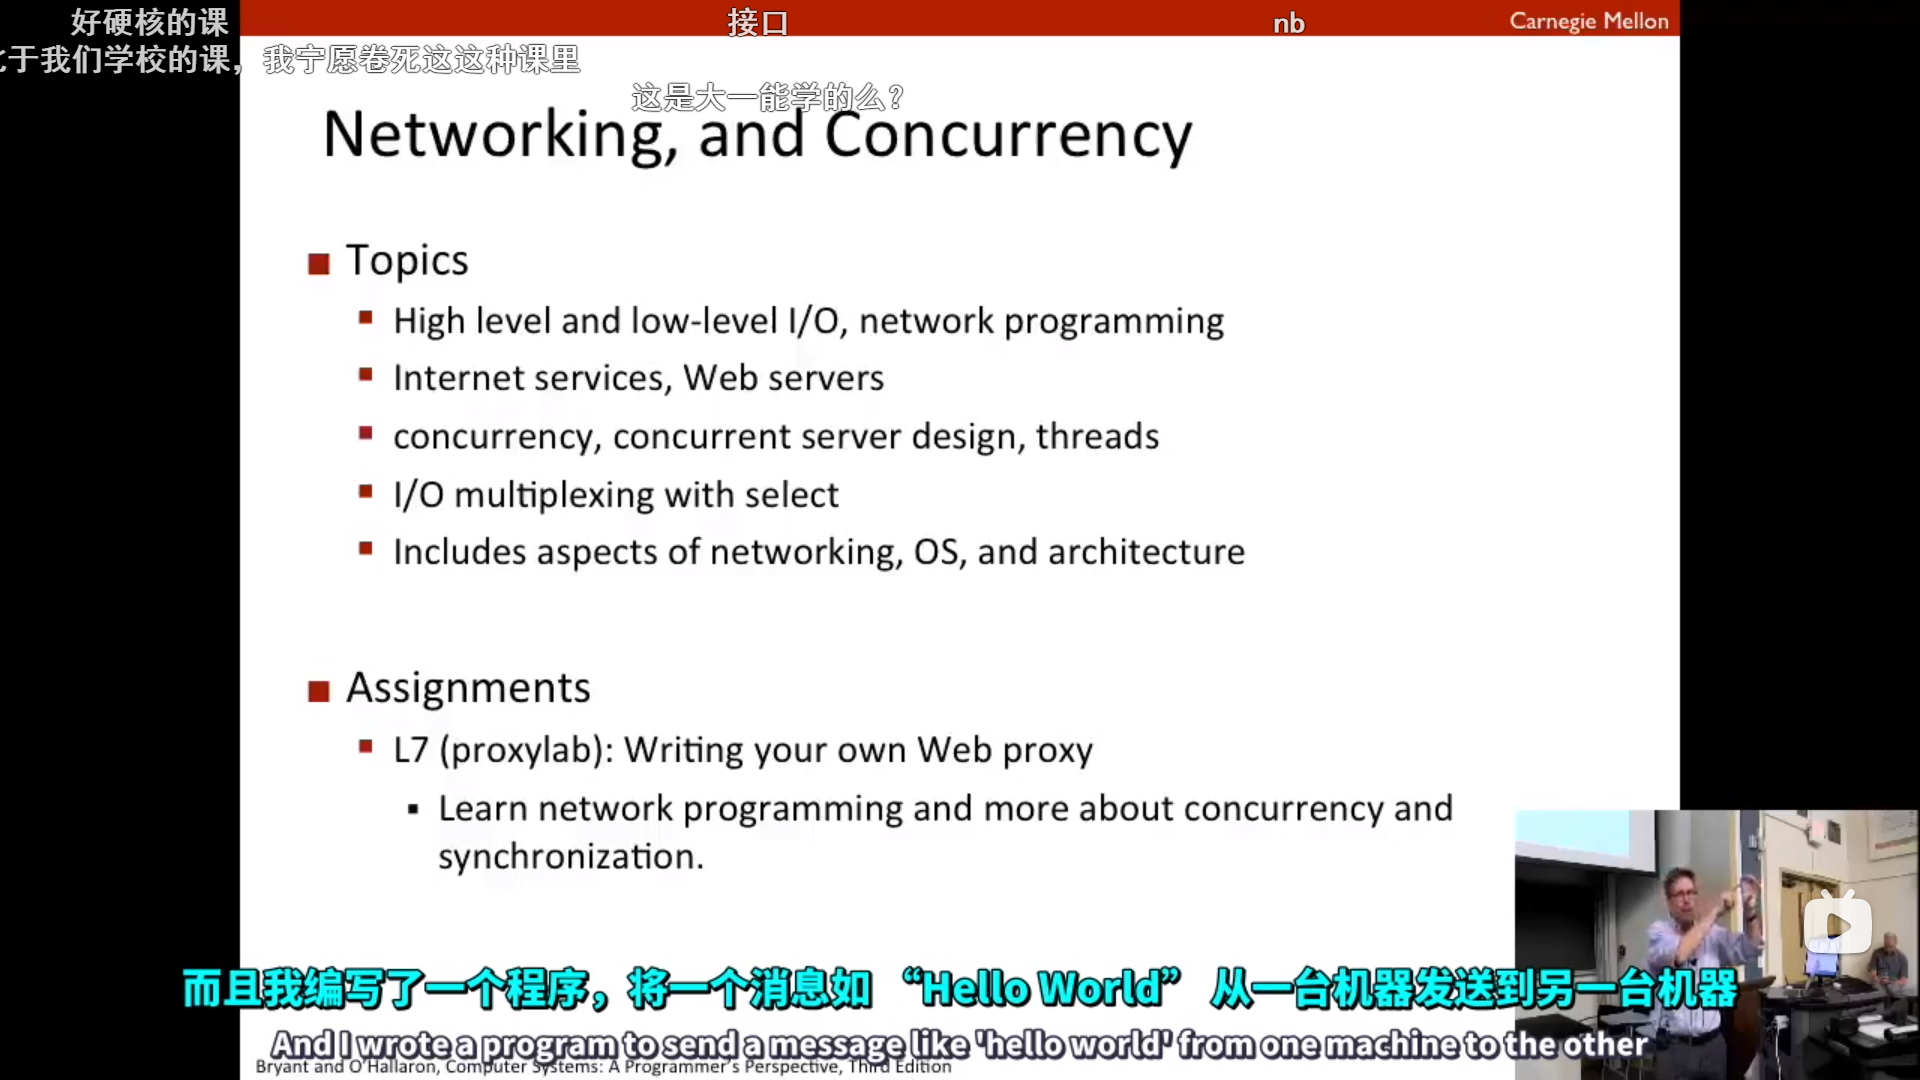 好硬核的课
接口
nb
Carnegie Mellon
于我们学校的课，我宁愿卷死这这种课里
这是大一能学的么？
Networking, and Concurrency
Topics
High level and low-level I/O, network programming
Internet services, Web servers
concurrency, concurrent server design, threads
I/O multiplexing with select
Includes aspects of networking, OS, and architecture
Assignments
L7 (proxylab): Writing your own Web proxy
Learn network programming and more about concurrency and
synchronization.
而且我编写了一个程序，将一个消息如 “Hello World” 从一台机器发送到另一台机器
And I wrote a program to send a message like 'hello world' from one machine to the other
Bryant and O'Hallaron, Computer Systems: A Programmer's Perspective, Third Edition